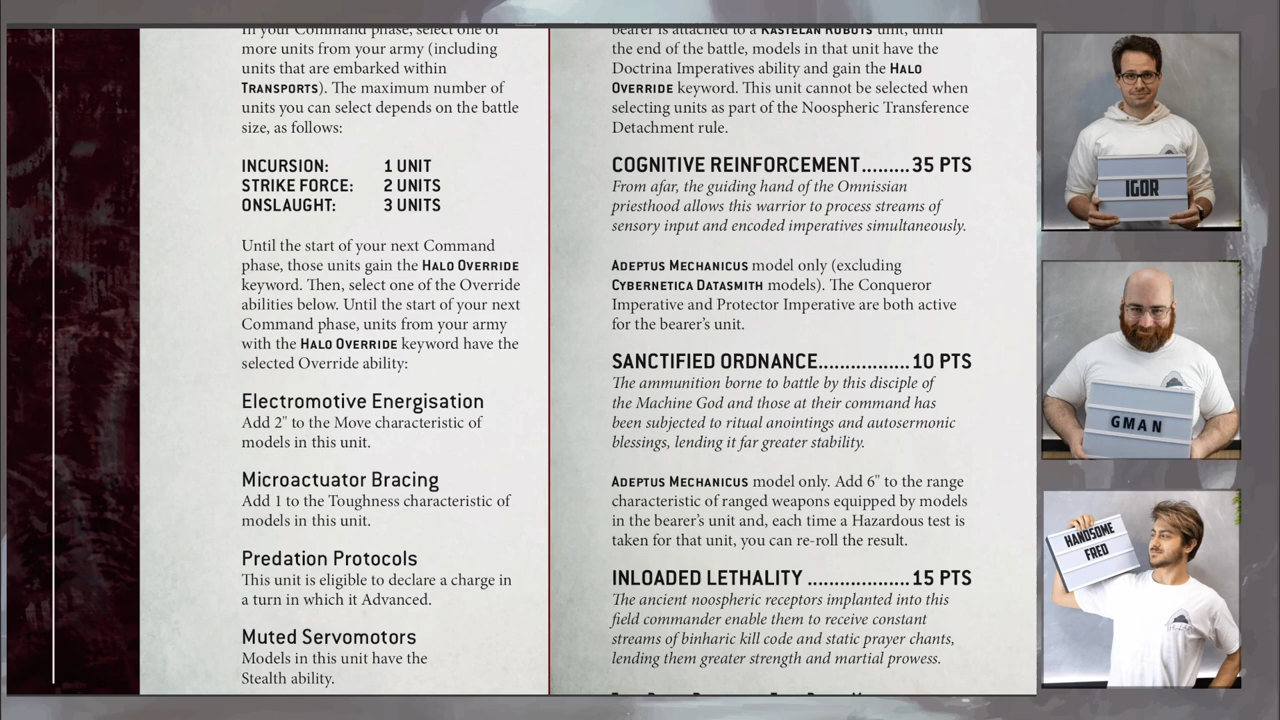 In your Command phase, select one or
more units from your army (including
units that are embarked within
TRANSPORTS). The maximum number of
units you can select depends on the battle
size, as follows:
INCURSION: 1 UNIT
STRIKE FORCE: 2 UNITS
ONSLAUGHT: 3 UNITS
Until the start of your next Command
phase, those units gain the HALO OVERRIDE
keyword. Then, select one of the Override
abilities below. Until the start of your next
Command phase, units from your army
with the HALO OVERRIDE keyword have the
selected Override ability:
Electromotive Energisation
Add 2" to the Move characteristic of
models in this unit.
Microactuator Bracing
Add 1 to the Toughness characteristic of
models in this unit.
Predation Protocols
This unit is eligible to declare a charge in
a turn in which it Advanced.
Muted Servomotors
Models in this unit have the
Stealth ability.
bearer is attached to a KASTELAN ROBOTS unit, until
the end of the battle, models in that unit have the
Doctrina Imperatives ability and gain the HALO
OVERRIDE keyword. This unit cannot be selected when
selecting units as part of the Noospheric Transference
Detachment rule.
COGNITIVE REINFORCEMENT.........35 PTS
From afar, the guiding hand of the Omnissian
priesthood allows this warrior to process streams of
sensory input and encoded imperatives simultaneously.
ADEPTUS MECHANICUS model only (excluding
CYBERNETICA DATASMITH models). The Conqueror
Imperative and Protector Imperative are both active
for the bearer's unit.
SANCTIFIED ORDNANCE.................10 PTS
The ammunition borne to battle by this disciple of
the Machine God and those at their command has
been subjected to ritual anointings and autosermonic
blessings, lending it far greater stability.
ADEPTUS MECHANICUS model only. Add 6" to the range
characteristic of ranged weapons equipped by models
in the bearer's unit and, each time a Hazardous test is
taken for that unit, you can re-roll the result.
INLOADED LETHALITY ...................15 PTS
The ancient noospheric receptors implanted into this
field commander enable them to receive constant
streams of binharic kill code and static prayer chants,
lending them greater strength and martial prowess.
IGOR
GMAN
HANDSOME
FRED